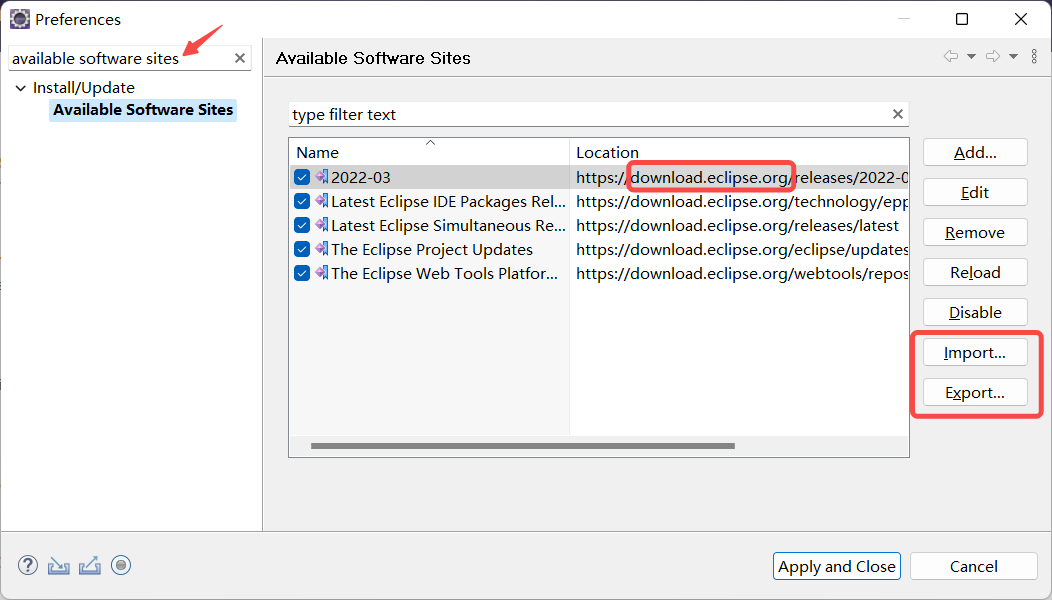 Preferences
available software sites
Install/Update
Available Software Sites
Available Software Sites
type filter text
Name Location
2022-03 https://download.eclipse.org/releases/2022-0
Latest Eclipse IDE Packages Rel... https://download.eclipse.org/technology/epp
Latest Eclipse Simultaneous Re... https://download.eclipse.org/releases/latest
The Eclipse Project Updates https://download.eclipse.org/eclipse/updates
The Eclipse Web Tools Platfor... https://download.eclipse.org/webtools/repos
Add...
Edit
Remove
Reload
Disable
Import...
Export...
Apply and Close
Cancel